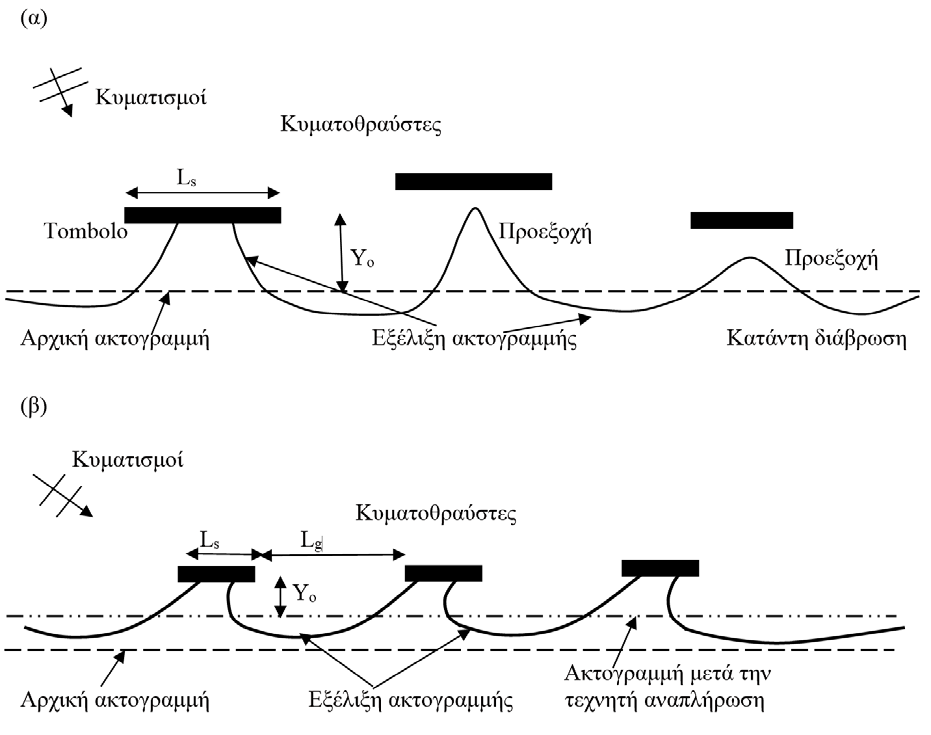 (α)
Κυματισμοί
Κυματοθραύστες
Ls
Tombolo
Yo
Προεξοχή
Προεξοχή
Αρχική ακτογραμμή
Εξέλιξη ακτογραμμής
Κατάντη διάβρωση
(β)
Κυματισμοί
Κυματοθραύστες
Ls
Lg
Yo
Αρχική ακτογραμμή
Εξέλιξη ακτογραμμής
Ακτογραμμή μετά την
τεχνητή αναπλήρωση